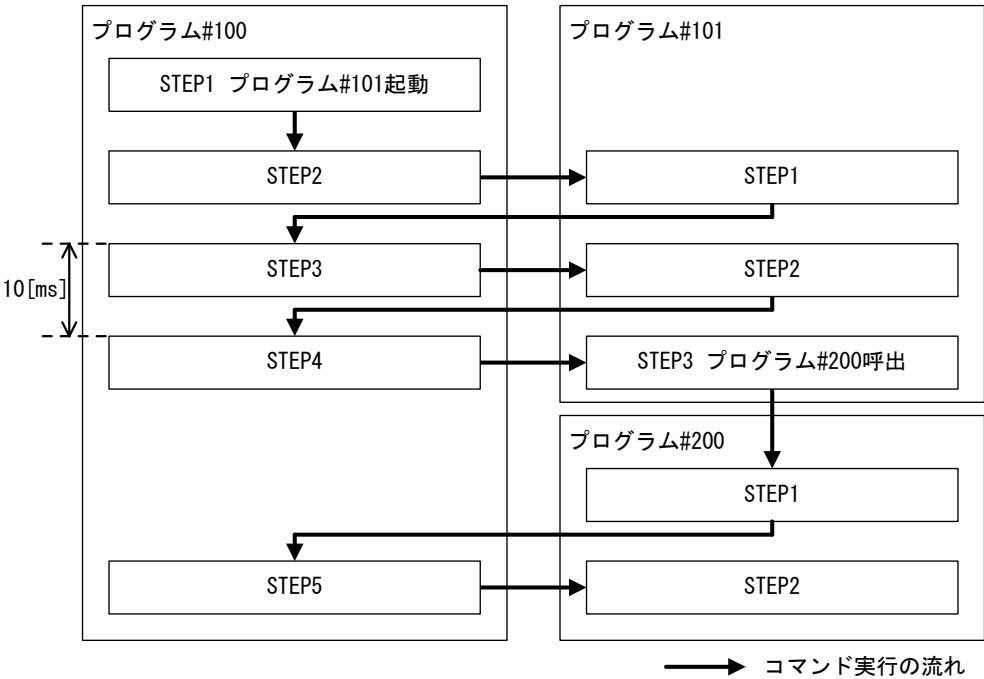 プログラム#100
プログラム#101
STEP1 プログラム#101起動
STEP2
STEP1
STEP3
STEP2
10[ms]
STEP4
STEP3 プログラム#200呼出
プログラム#200
STEP1
STEP5
STEP2
コマンド実行の流れ